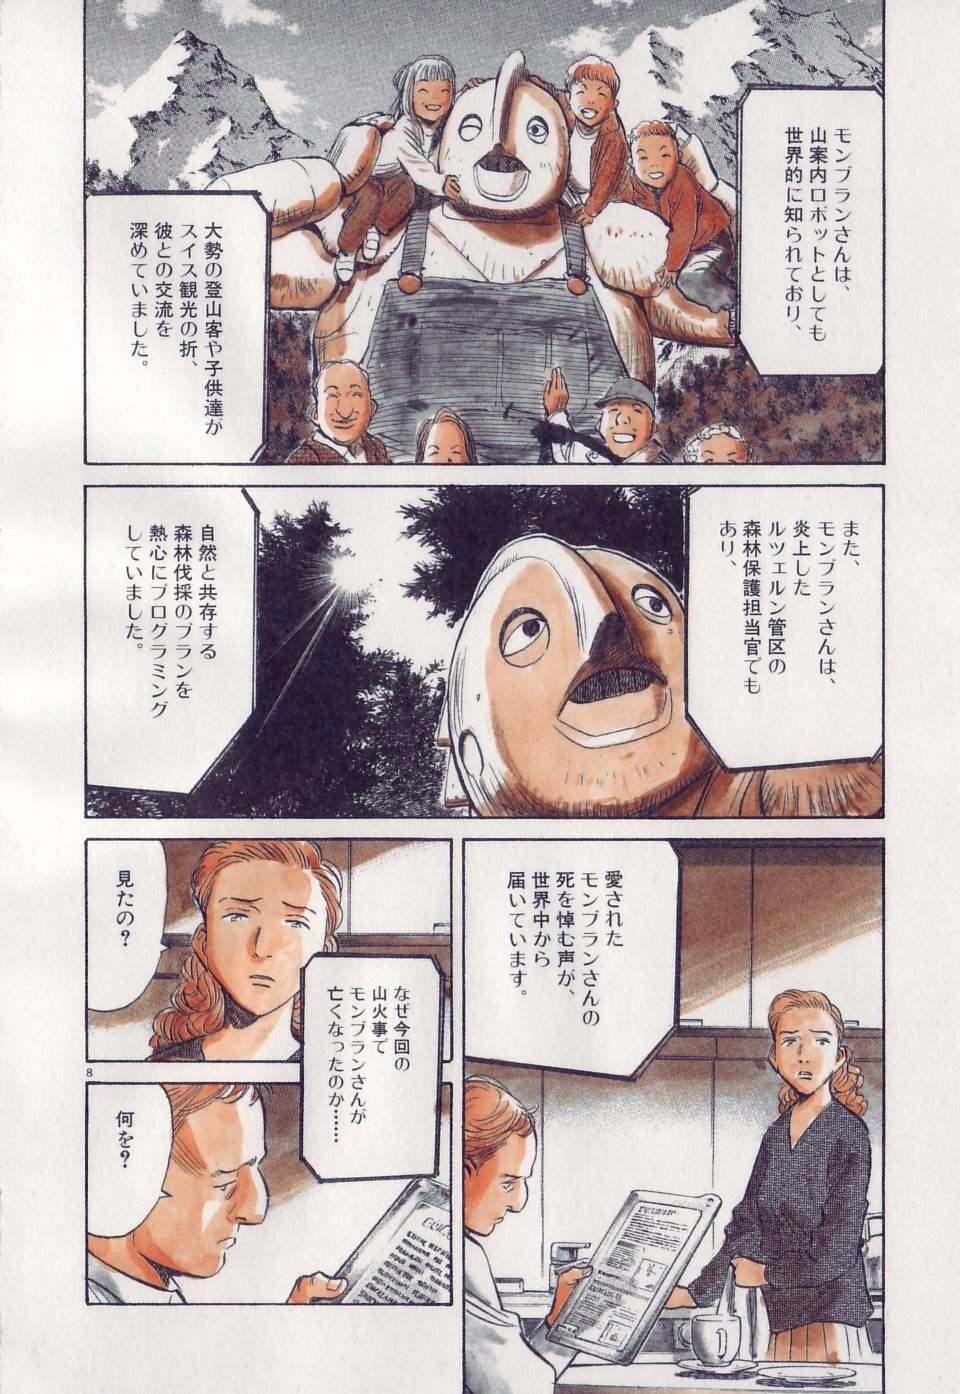 モンブランさんは、
山案内ロボットとしても
世界的に知られており、
大勢の登山客や子供達が
スイス観光の折、
彼との交流を
深めていました。
また、
モンブランさんは、
炎上した
ルツェルン管区の
森林保護担当官でも
あり、
自然と共存する
森林伐採のプランを
熱心にプログラミング
していました。
愛された
モンブランさんの
死を悼む声が、
世界中から
届いています。
なぜ今回の
山火事で
モンブランさんが
亡くなったのか……
見たの?
何を?
8